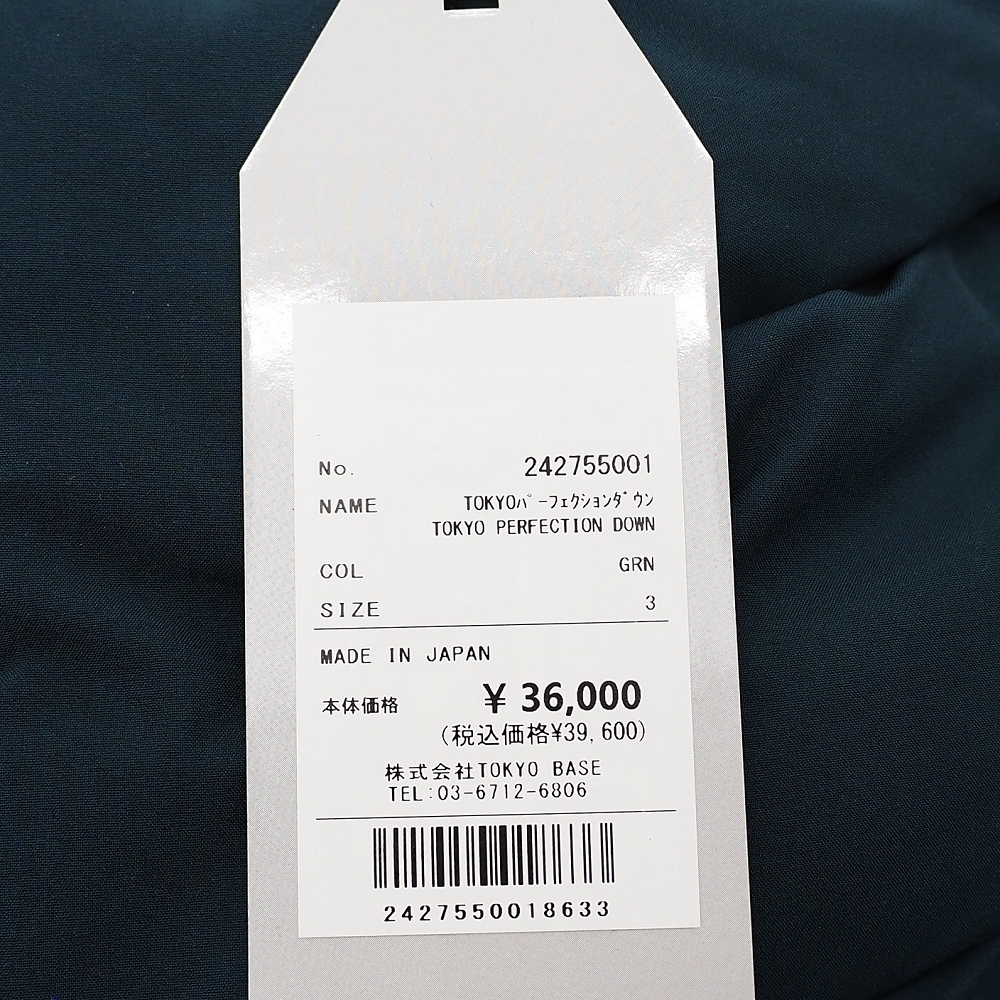 No. 242755001
NAME TOKYOﾊﾟｰﾌｪｸｼｮﾝﾀﾞｳﾝ
TOKYO PERFECTION DOWN
COL GRN
SIZE 3
MADE IN JAPAN
本体価格 ¥ 36,000
(税込価格¥39,600)
株式会社TOKYO BASE
TEL:03-6712-6806
2427550018633